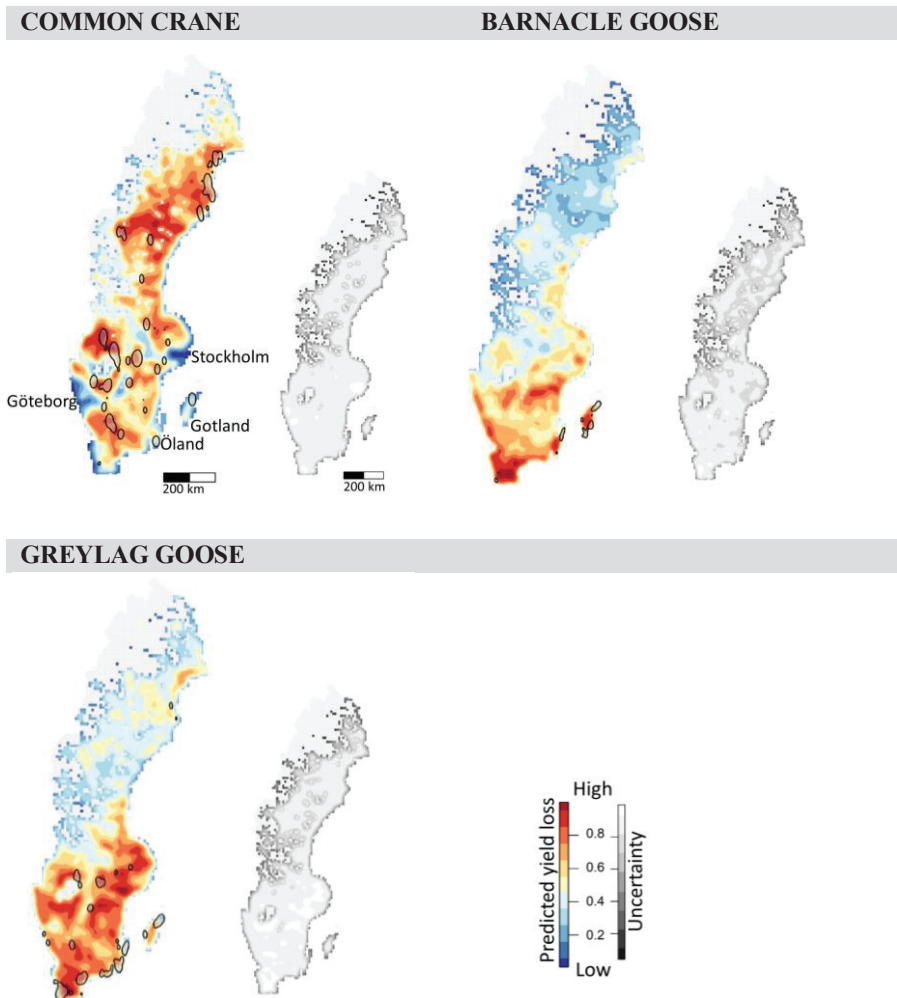 COMMON CRANE
BARNACLE GOOSE
Stockholm
Göteborg
Gotland
Öland
200 km
200 km
GREYLAG GOOSE
High
Predicted yield loss
0.8
0.6
0.4
0.2
Uncertainty
Low